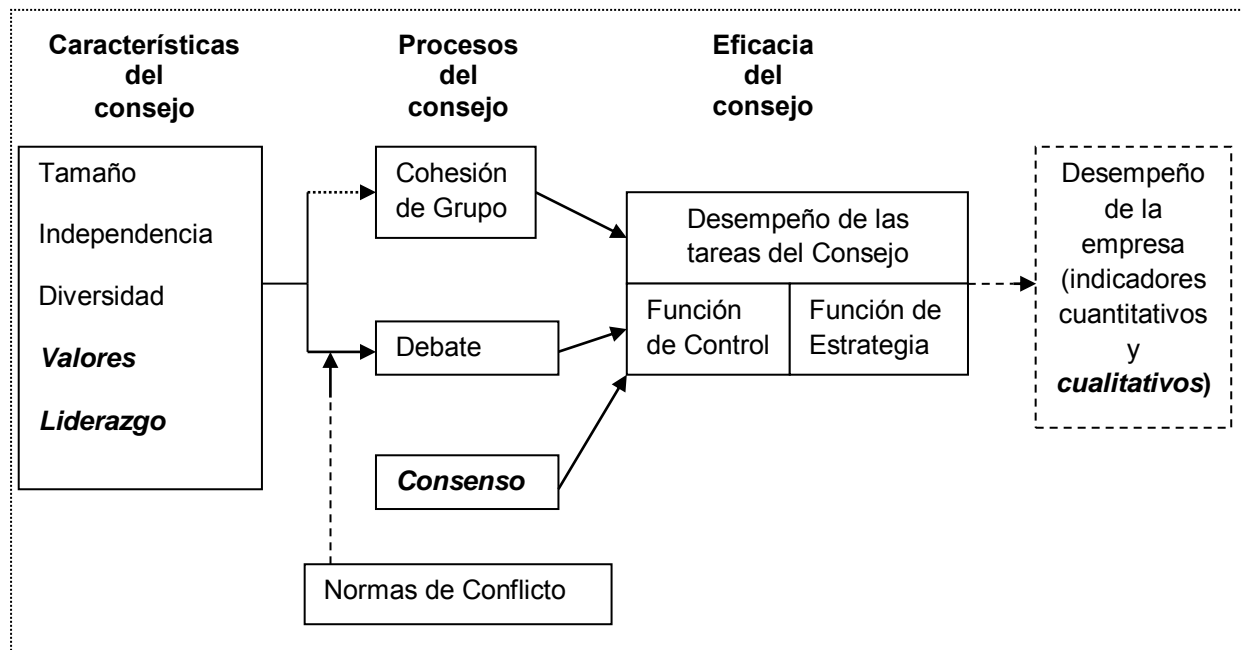 Características
del
consejo
Procesos
del
consejo
Eficacia
del
consejo
Tamaño
Independencia
Diversidad
Valores
Liderazgo
Cohesión
de Grupo
Debate
Consenso
Normas de Conflicto
Desempeño de las
tareas del Consejo
Función
de Control
Función de
Estrategia
Desempeño
de la
empresa
(indicadores
cuantitativos
y
cualitativos)